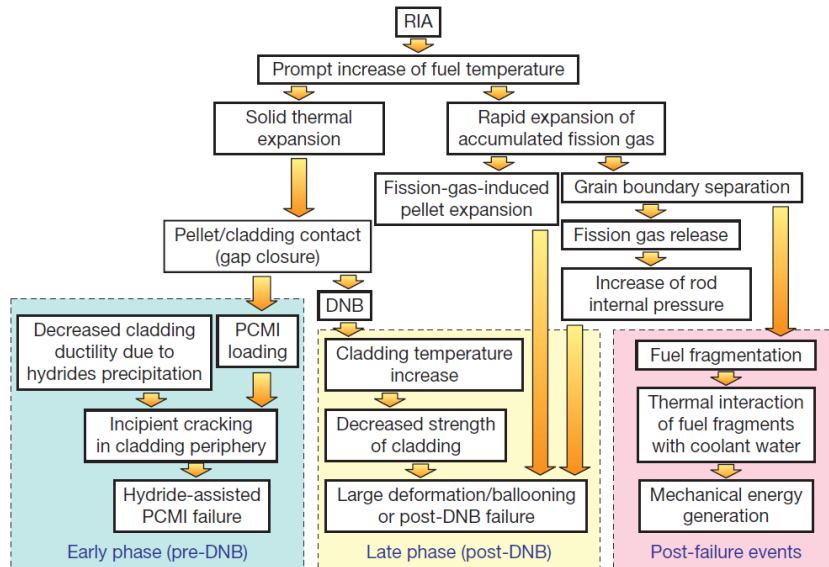 RIA
Prompt increase of fuel temperature
Solid thermal
expansion
Rapid expansion of
accumulated fission gas
Fission-gas-induced
pellet expansion
Grain boundary separation
Pellet/cladding contact
(gap closure)
Fission gas release
Increase of rod
internal pressure
DNB
Decreased cladding
ductility due to
hydrides precipitation
PCMI
loading
Cladding temperature
increase
Fuel fragmentation
Incipient cracking
in cladding periphery
Decreased strength
of cladding
Thermal interaction
of fuel fragments
with coolant water
Hydride-assisted
PCMI failure
Large deformation/ballooning
or post-DNB failure
Mechanical energy
generation
Early phase (pre-DNB)
Late phase (post-DNB)
Post-failure events